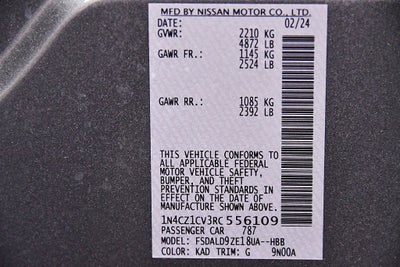 MFD BY NISSAN MOTOR CO., LTD.
DATE: 02/24
GVWR: 2210 KG
4872 LB
GAWR FR.: 1145 KG
2524 LB
GAWR RR.: 1085 KG
2392 LB
THIS VEHICLE CONFORMS
TO ALL APPLICABLE FEDERAL
MOTOR VEHICLE SAFETY,
BUMPER, AND THEFT
PREVENTION STANDARDS
IN EFFECT ON THE DATE
OF MANUFACTURE SHOWN
ABOVE.
1N4CZ1CV3RC556109
PASSENGER CAR 787
MODEL: FSDALD9ZE18UA--HBB
COLOR: KAD TRIM: G 9N00A